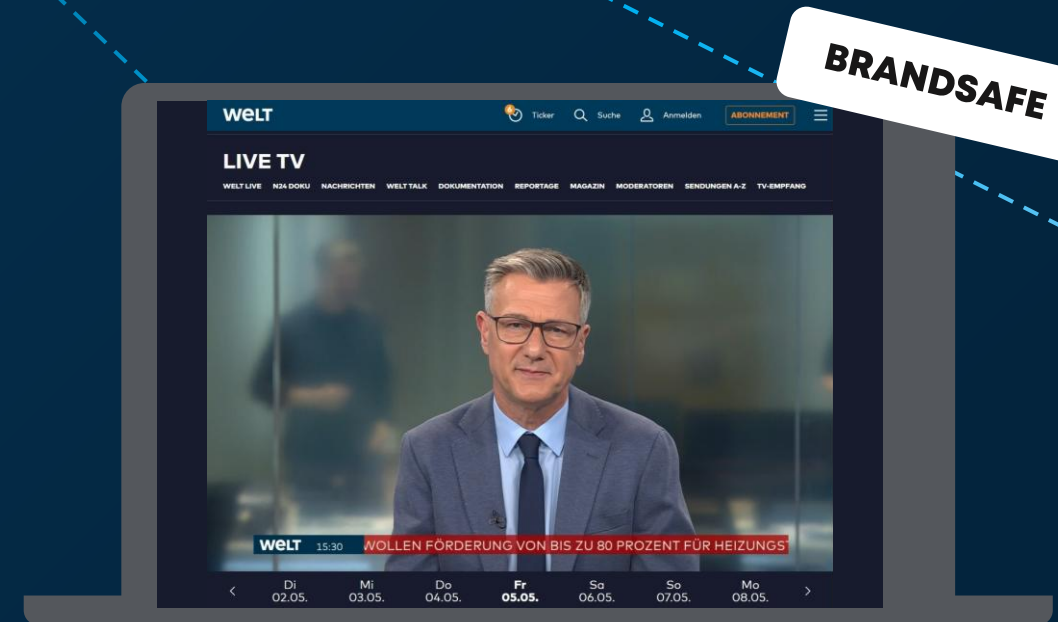 BRANDSAFE
WELT
Ticker Suche Anmelden ABONNEMENT
LIVE TV
WELT LIVE N24 DOKU NACHRICHTEN WELT TALK DOKUMENTATION REPORTAGE MAGAZIN MODERATOREN SENDUNGEN A-Z TV-EMPFANG
WELT 15:30 WOLLEN FÖRDERUNG VON BIS ZU 80 PROZENT FÜR HEIZUNGS
Di Mi Do Fr Sa So Mo
02.05. 03.05. 04.05. 05.05. 06.05. 07.05. 08.05.